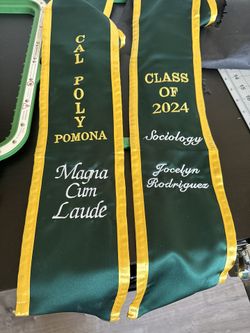 CAL POLY
POMONA
Magna
Cum
Laude
CLASS
OF
2024
Sociology
Jocelyn
Rodriguez